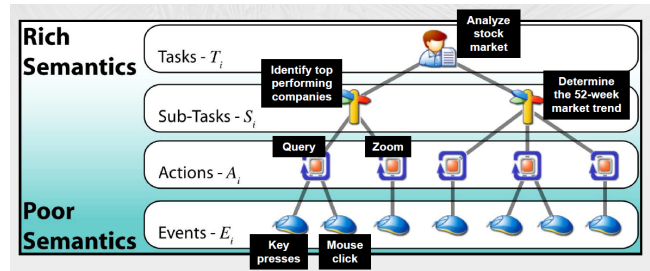 Rich
Semantics
Tasks - Tᵢ
Analyze
stock
market
Identify top
performing
companies
Determine
the 52-week
market trend
Sub-Tasks - Sᵢ
Query
Zoom
Actions - Aᵢ
Poor
Semantics
Events - Eᵢ
Key
presses
Mouse
click